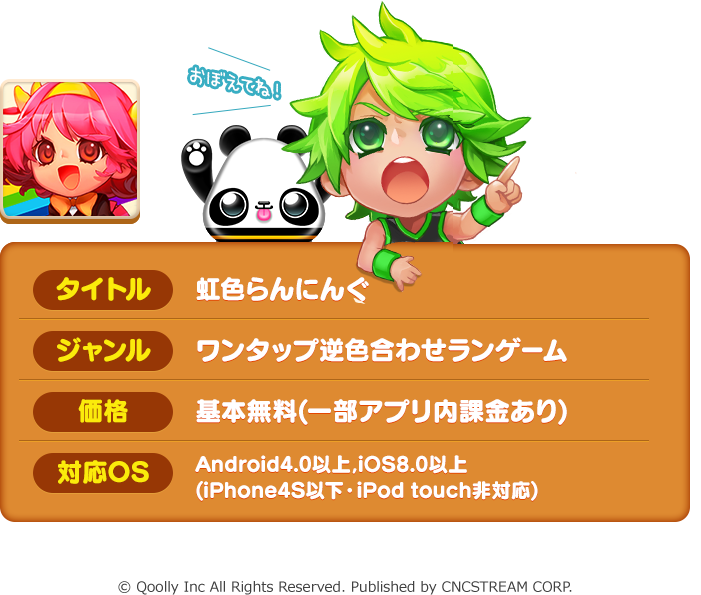 おぼえてね!
タイトル
虹色らんにんぐ
ジャンル
ワンタップ逆色合わせランゲーム
価格
基本無料(一部アプリ内課金あり)
対応OS
Android4.0以上,iOS8.0以上
(iPhone4S以下・iPod touch非対応)
© Qoolly Inc All Rights Reserved. Published by CNCSTREAM CORP.